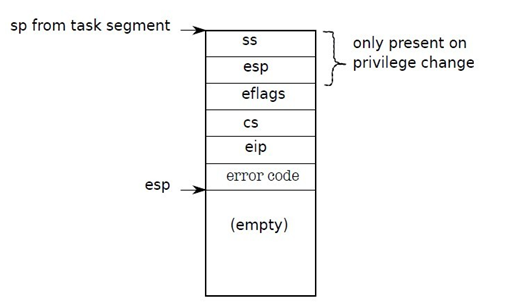 sp from task segment
ss
only present on
privilege change
esp
eflags
cs
eip
error code
esp
(empty)